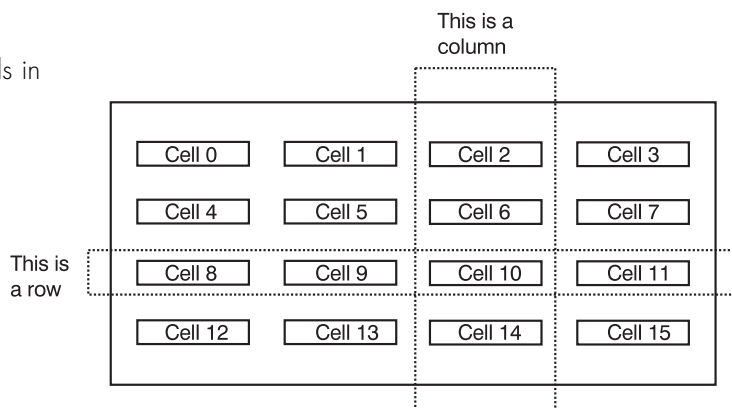 This is a
column
in
Cell 0 Cell 1 Cell 2 Cell 3
Cell 4 Cell 5 Cell 6 Cell 7
This is
a row
Cell 8 Cell 9 Cell 10 Cell 11
Cell 12 Cell 13 Cell 14 Cell 15